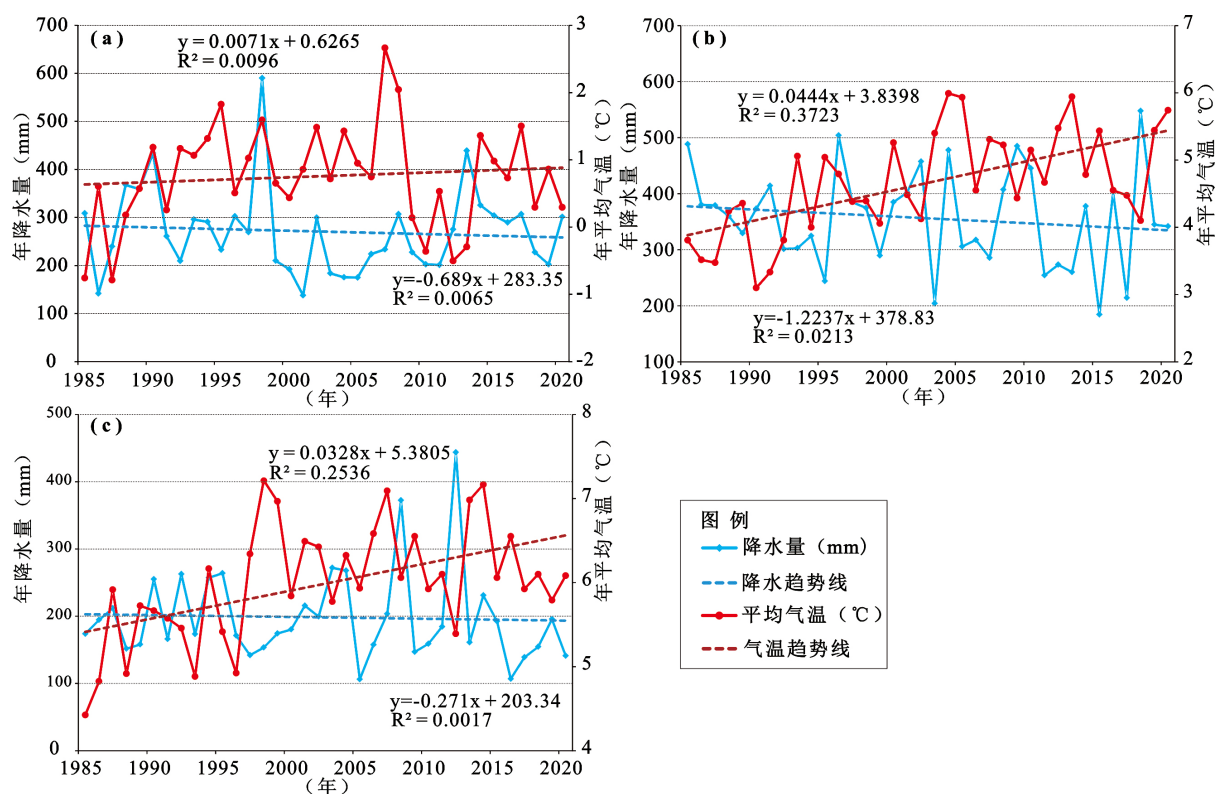 (a)
y = 0.0071x + 0.6265
R² = 0.0096
y=-0.689x + 283.35
R² = 0.0065
年降水量（mm）
700
600
500
400
300
200
100
0
年平均气温（℃）
3
2
1
0
-1
-2
1985 1990 1995 2000 2005 2010 2015 2020
（年）
(b)
y = 0.0444x + 3.8398
R² = 0.3723
y=-1.2237x + 378.83
R² = 0.0213
年降水量（mm）
700
600
500
400
300
200
100
年平均气温（℃）
7
6
5
4
3
2
1985 1990 1995 2000 2005 2010 2015 2020
（年）
(c)
y = 0.0328x + 5.3805
R² = 0.2536
y=-0.271x + 203.34
R² = 0.0017
年降水量（mm）
500
400
300
200
100
0
年平均气温（℃）
8
7
6
5
4
1985 1990 1995 2000 2005 2010 2015 2020
（年）
图 例
降水量（mm)
降水趋势线
平均气温（℃）
气温趋势线